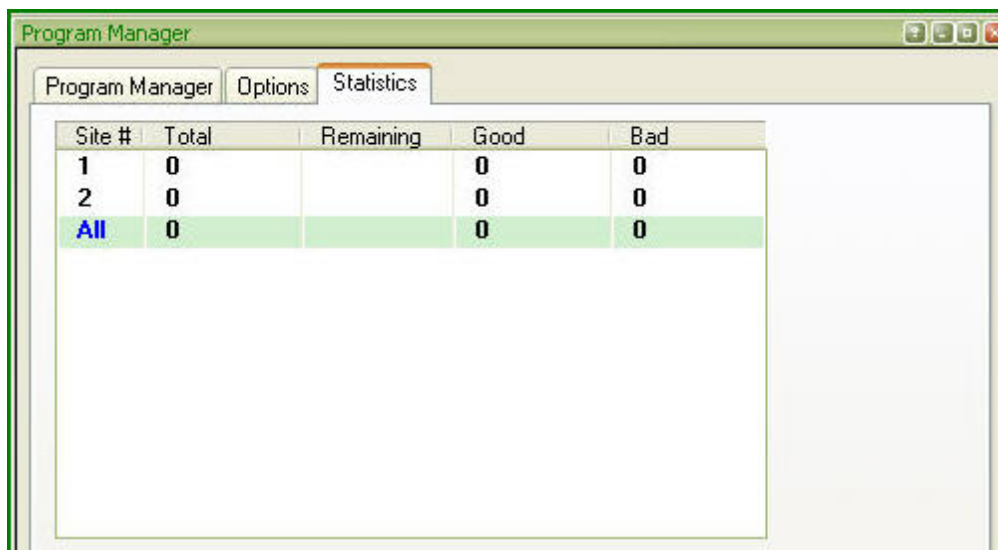 Program Manager
Program Manager Options Statistics
Site # Total Remaining Good Bad
1 0 0 0
2 0 0 0
All 0 0 0